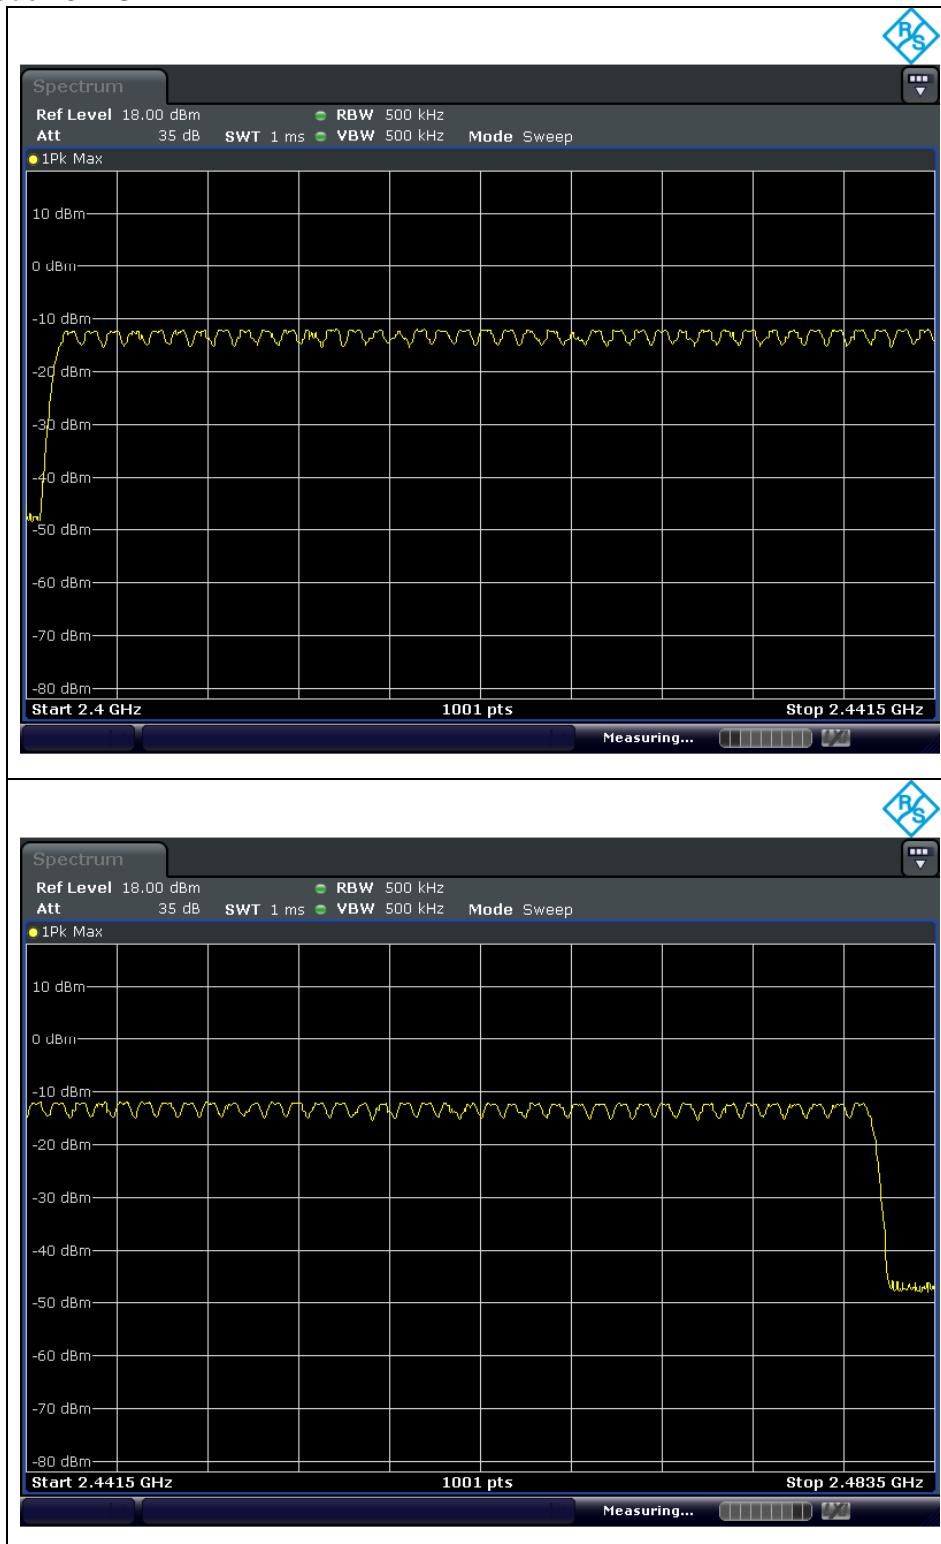 R&S
Spectrum
Ref Level 18.00 dBm RBW 500 kHz
Att 35 dB SWT 1 ms VBW 500 kHz Mode Sweep
1Pk Max
10 dBm
0 dBm
-10 dBm
-20 dBm
-30 dBm
-40 dBm
-50 dBm
-60 dBm
-70 dBm
-80 dBm
Start 2.4 GHz 1001 pts Stop 2.4415 GHz
Measuring...
R&S
Spectrum
Ref Level 18.00 dBm RBW 500 kHz
Att 35 dB SWT 1 ms VBW 500 kHz Mode Sweep
1Pk Max
10 dBm
0 dBm
-10 dBm
-20 dBm
-30 dBm
-40 dBm
-50 dBm
-60 dBm
-70 dBm
-80 dBm
Start 2.4415 GHz 1001 pts Stop 2.4835 GHz
Measuring...